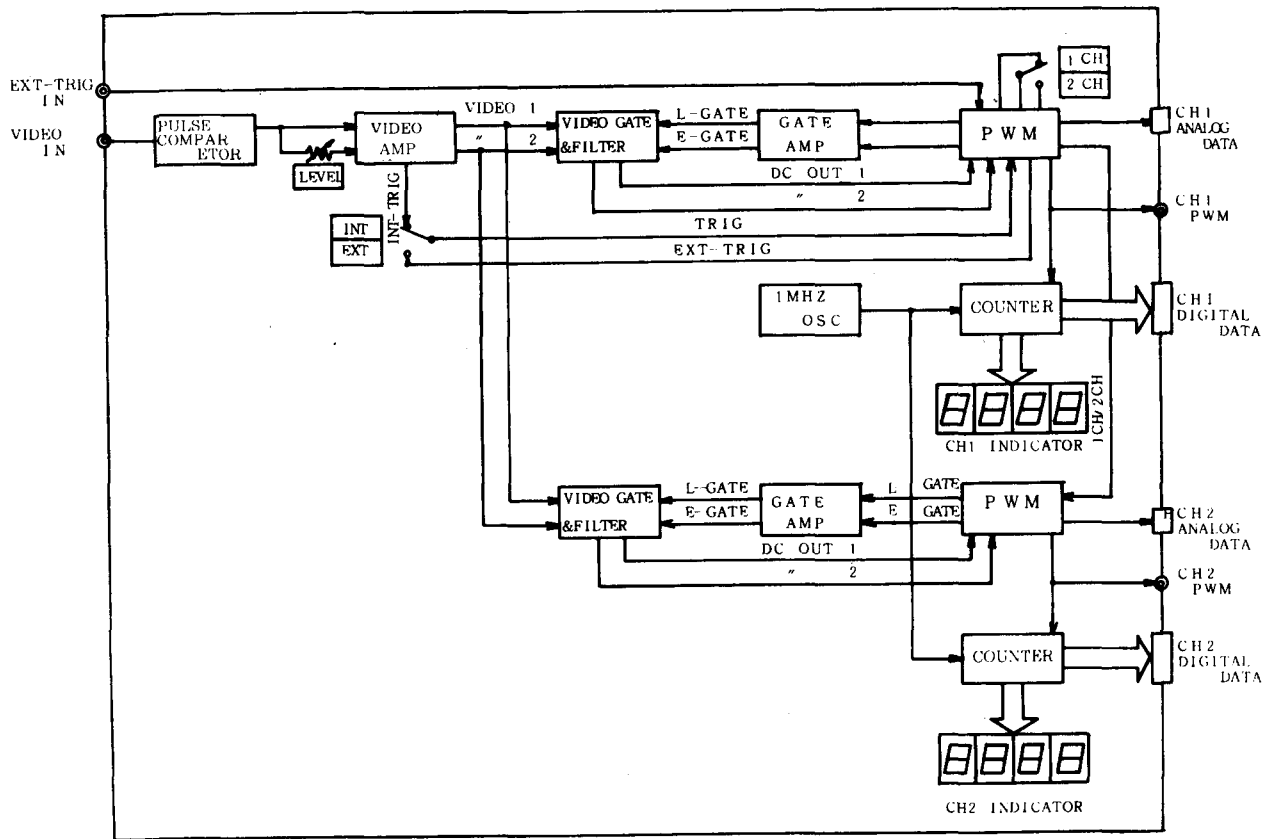 EXT-TRIG
IN
VIDEO
IN
PULSE
COMPAR
ETOR
LEVEL
VIDEO
AMP
VIDEO 1
〃 2
INT-TRIG
INT
EXT
VIDEO GATE
&FILTER
L-GATE
E-GATE
GATE
AMP
DC OUT 1
〃 2
TRIG
EXT-TRIG
PWM
1 CH
2 CH
CH1
ANALOG
DATA
CH1
PWM
1MHZ
OSC
COUNTER
CH1
DIGITAL
DATA
8888
CH1 INDICATOR
1CH/2CH
VIDEO GATE
&FILTER
L-GATE
E-GATE
GATE
AMP
L GATE
E GATE
PWM
DC OUT 1
〃 2
CH2
ANALOG
DATA
CH2
PWM
COUNTER
CH2
DIGITAL
DATA
8888
CH2 INDICATOR